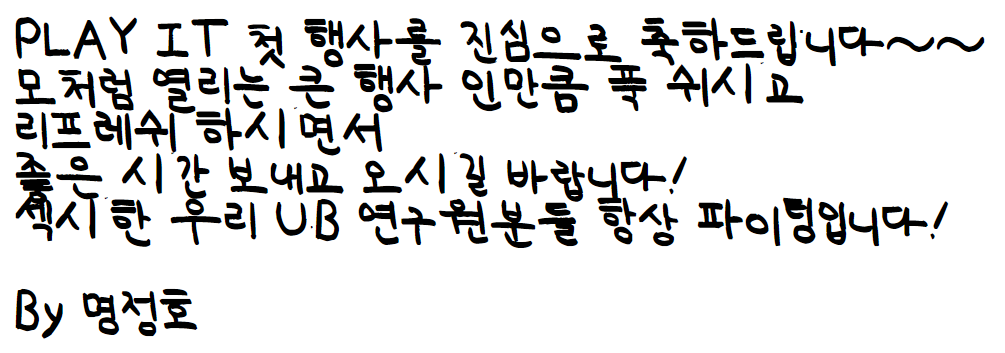 PLAY IT 첫 행사를 진심으로 축하드립니다~~
모처럼 열리는 큰 행사 인만큼 푹 쉬시고
리프레쉬 하시면서
즐은 시간 보내고 오시길 바랍니다!
섹시한 우리 UB 연구원분들 항상 파이팅입니다!
By 명정호